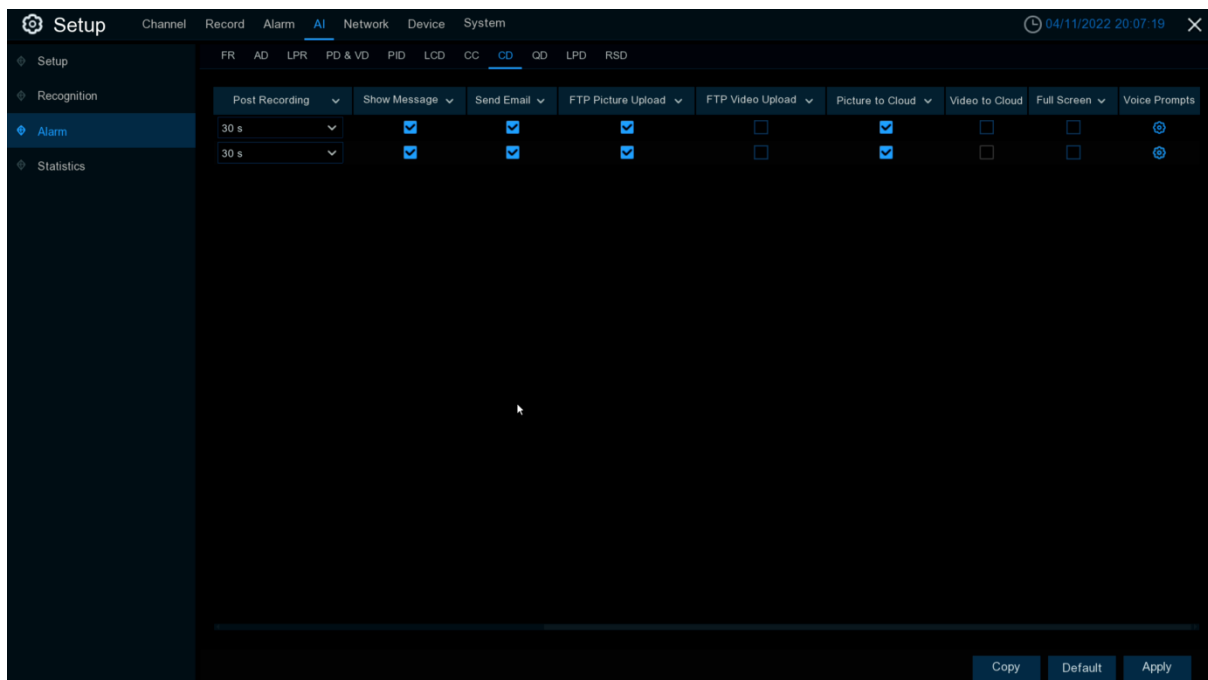 Setup Channel Record Alarm AI Network Device System 04/11/2022 20:07:19
Setup
Recognition
Alarm
Statistics
FR AD LPR PD & VD PID LCD CC CD QD LPD RSD
Post Recording Show Message Send Email FTP Picture Upload FTP Video Upload Picture to Cloud Video to Cloud Full Screen Voice Prompts
30 s
30 s
Copy Default Apply